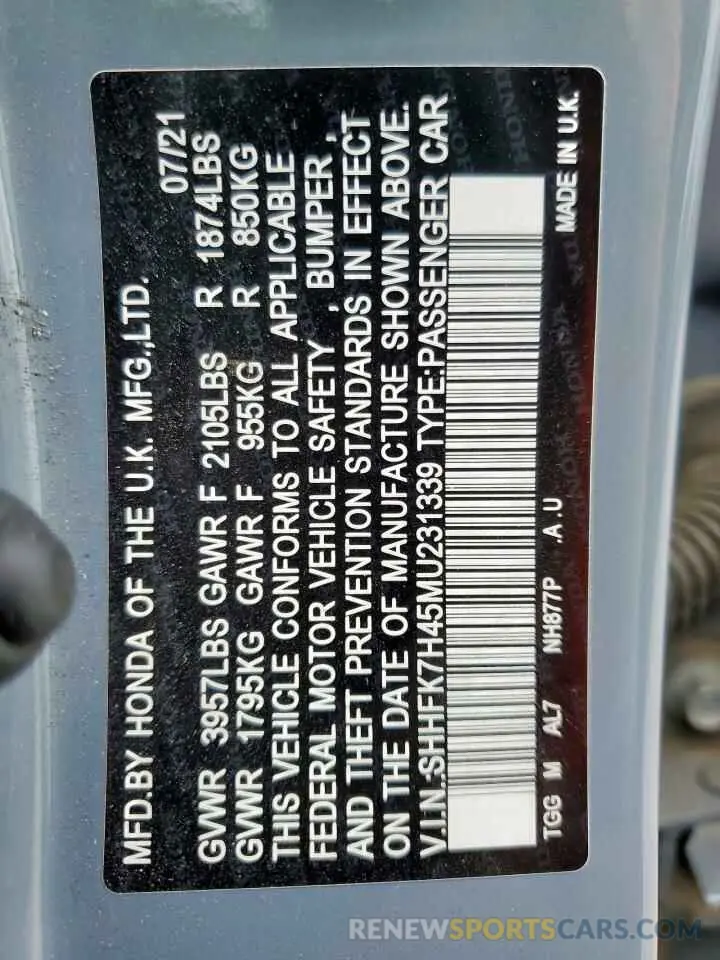 MFD.BY HONDA OF THE U.K. MFG.,LTD.
07/21
GVWR 3957LBS GAWR F 2105LBS R 1874LBS
GVWR 1795KG GAWR F 955KG R 850KG
THIS VEHICLE CONFORMS TO ALL APPLICABLE
FEDERAL MOTOR VEHICLE SAFETY , BUMPER ,
AND THEFT PREVENTION STANDARDS IN EFFECT
ON THE DATE OF MANUFACTURE SHOWN ABOVE.
V.I.N.:SHHFK7H45MU231339 TYPE:PASSENGER CAR
TGG M AL7 NH877P .A.U MADE IN U.K.
HONDA
RENEWSPORTSCARS.COM